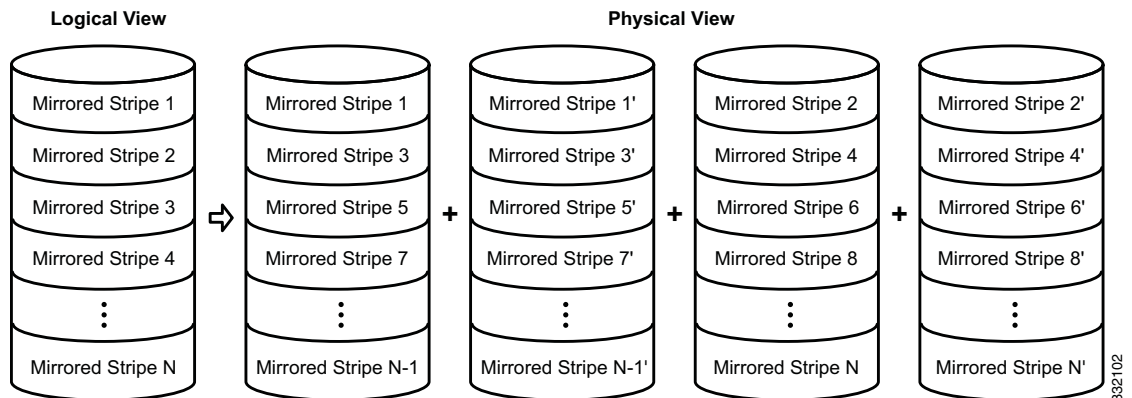 Logical View
Physical View
Mirrored Stripe 1
Mirrored Stripe 1
Mirrored Stripe 1'
Mirrored Stripe 2
Mirrored Stripe 2'
Mirrored Stripe 2
Mirrored Stripe 3
Mirrored Stripe 3'
Mirrored Stripe 4
Mirrored Stripe 4'
Mirrored Stripe 3
Mirrored Stripe 5
+
Mirrored Stripe 5'
+
Mirrored Stripe 6
+
Mirrored Stripe 6'
Mirrored Stripe 4
Mirrored Stripe 7
Mirrored Stripe 7'
Mirrored Stripe 8
Mirrored Stripe 8'
Mirrored Stripe N
Mirrored Stripe N-1
Mirrored Stripe N-1'
Mirrored Stripe N
Mirrored Stripe N'
332102